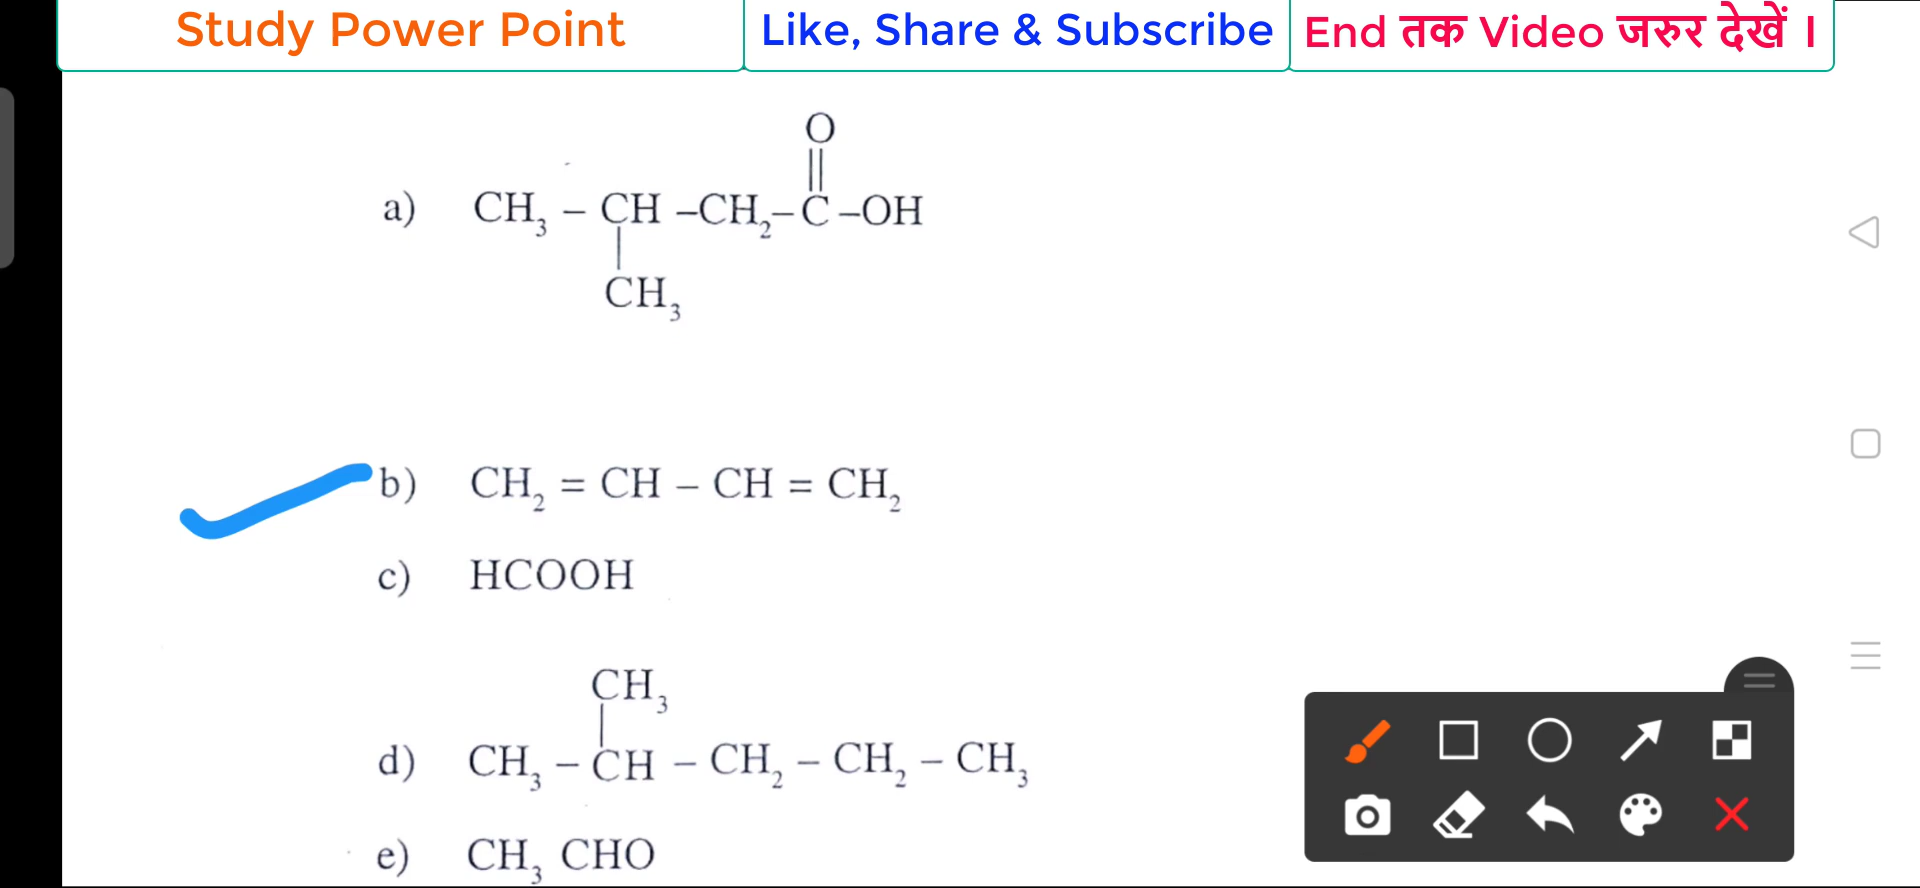 Study Power Point
Like, Share & Subscribe
End तक Video जरुर देखें ।
O
||
a) CH₃ – CH –CH₂– C –OH
|
CH₃
b) CH₂ = CH – CH = CH₂
c) HCOOH
CH₃
|
d) CH₃ – CH – CH₂ – CH₂ – CH₃
e) CH₃ CHO